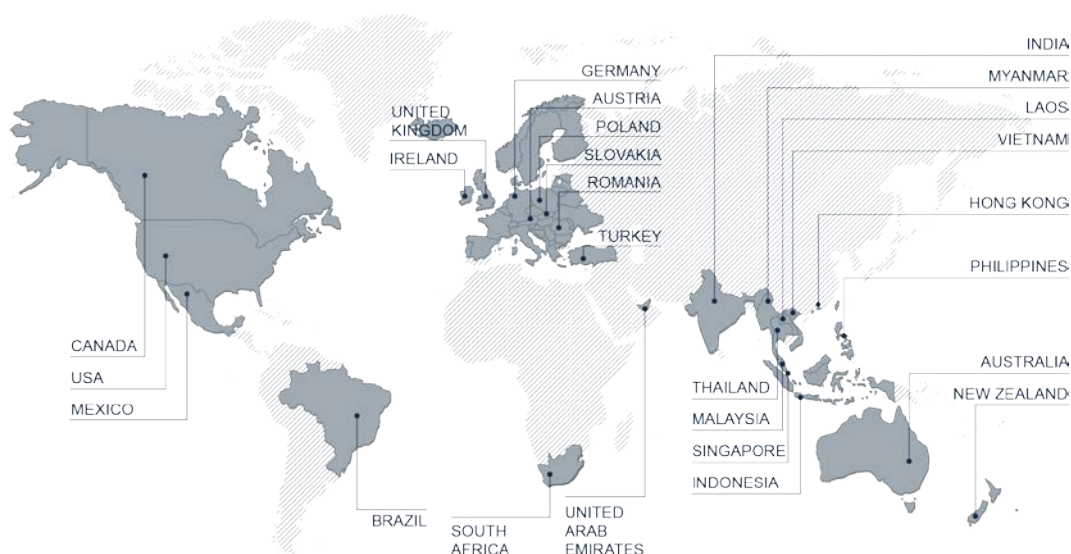 INDIA
GERMANY
MYANMAR
AUSTRIA
LAOS
UNITED
KINGDOM
POLAND
VIETNAM
IRELAND
SLOVAKIA
ROMANIA
HONG KONG
TURKEY
PHILIPPINES
CANADA
AUSTRALIA
USA
THAILAND
NEW ZEALAND
MEXICO
MALAYSIA
SINGAPORE
INDONESIA
BRAZIL
SOUTH
AFRICA
UNITED
ARAB
EMIRATES